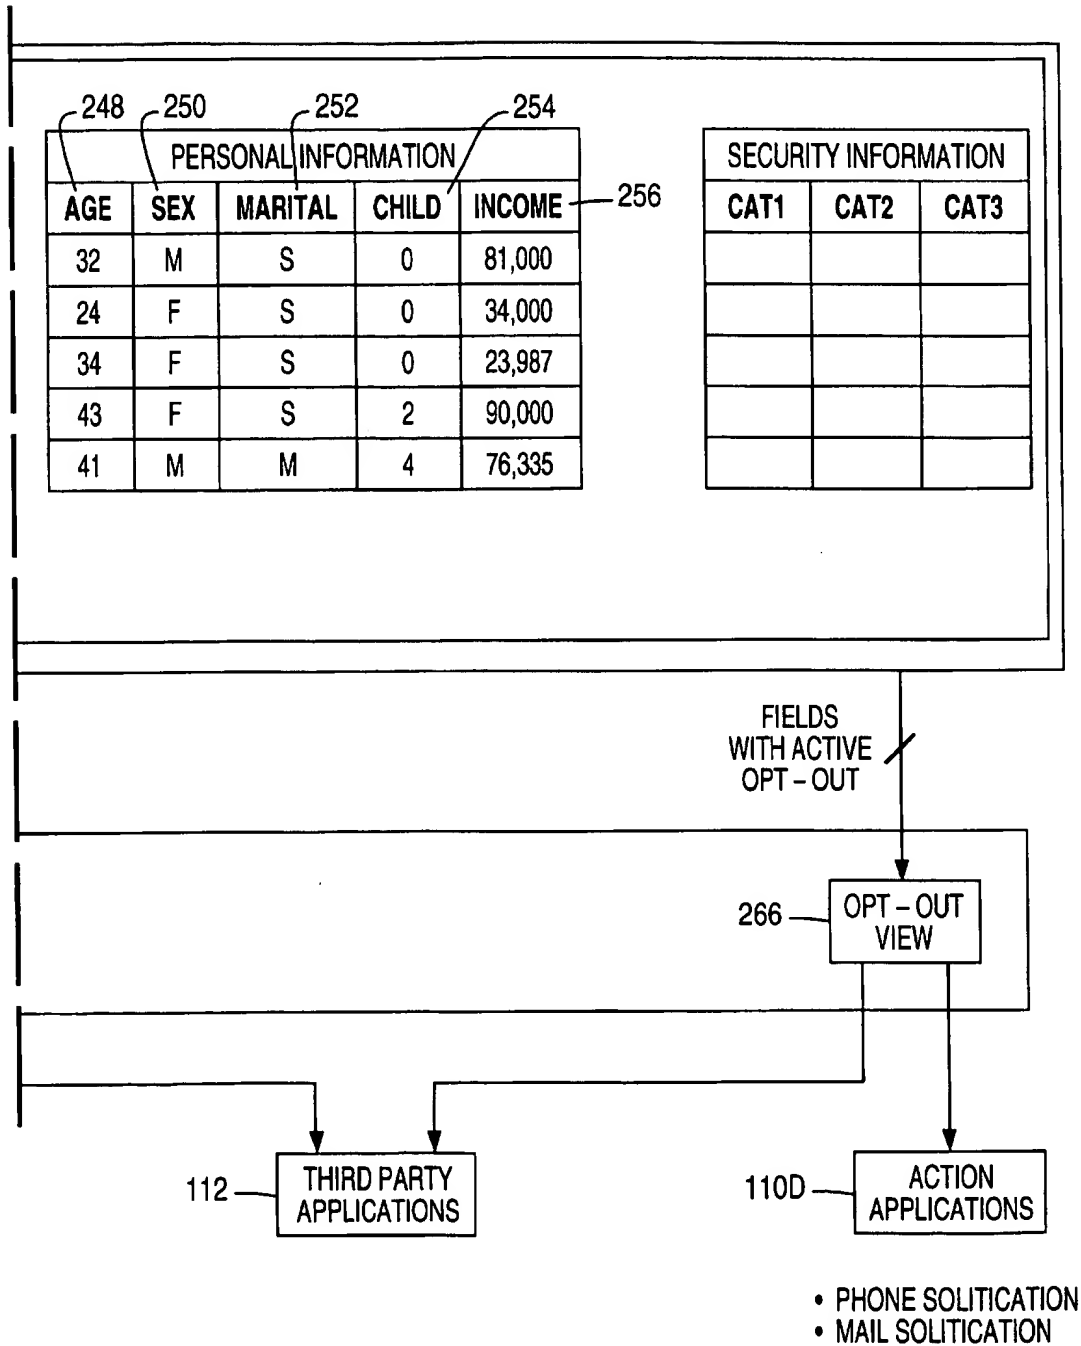 248 250 252 254
PERSONAL INFORMATION
AGE SEX MARITAL CHILD INCOME 256
32 M S 0 81,000
24 F S 0 34,000
34 F S 0 23,987
43 F S 2 90,000
41 M M 4 76,335
SECURITY INFORMATION
CAT1 CAT2 CAT3
FIELDS
WITH ACTIVE
OPT – OUT
266
OPT – OUT
VIEW
112
THIRD PARTY
APPLICATIONS
110D
ACTION
APPLICATIONS
• PHONE SOLITICATION
• MAIL SOLITICATION